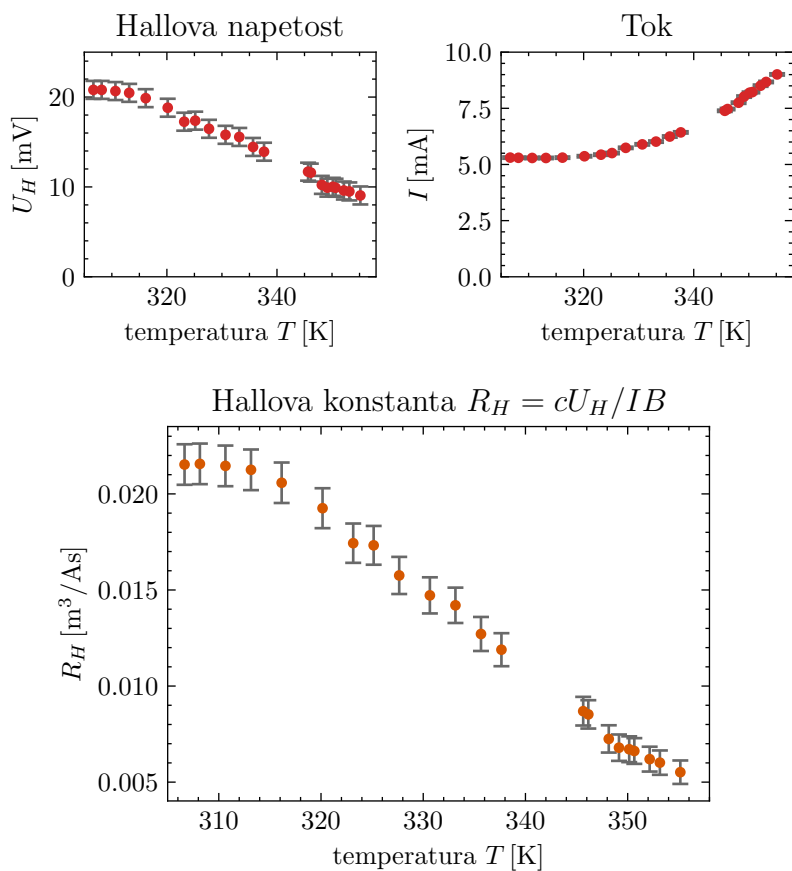 Hallova napetost
U_H [mV]
20
10
0
320
340
temperatura T [K]
Tok
I [mA]
10.0
7.5
5.0
2.5
0.0
320
340
temperatura T [K]
Hallova konstanta R_H = cU_H/IB
R_H [m³/As]
0.020
0.015
0.010
0.005
310
320
330
340
350
temperatura T [K]